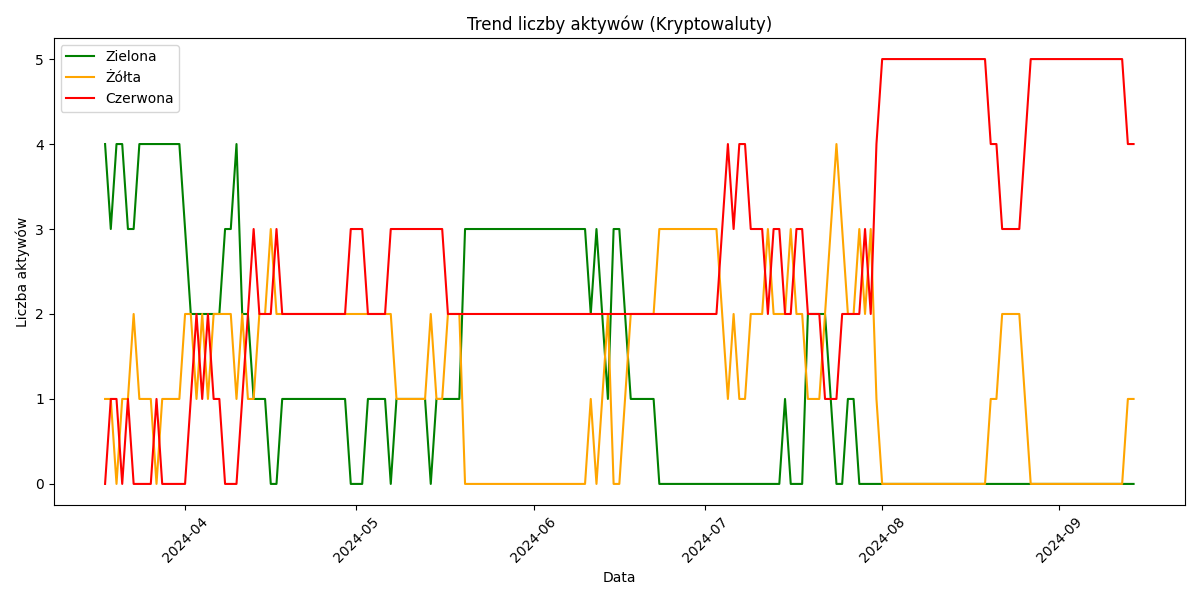 Trend liczby aktywów (Kryptowaluty)
Zielona
Żółta
Czerwona
Liczba aktywów
5
4
3
2
1
0
2024-04
2024-05
2024-06
2024-07
2024-08
2024-09
Data